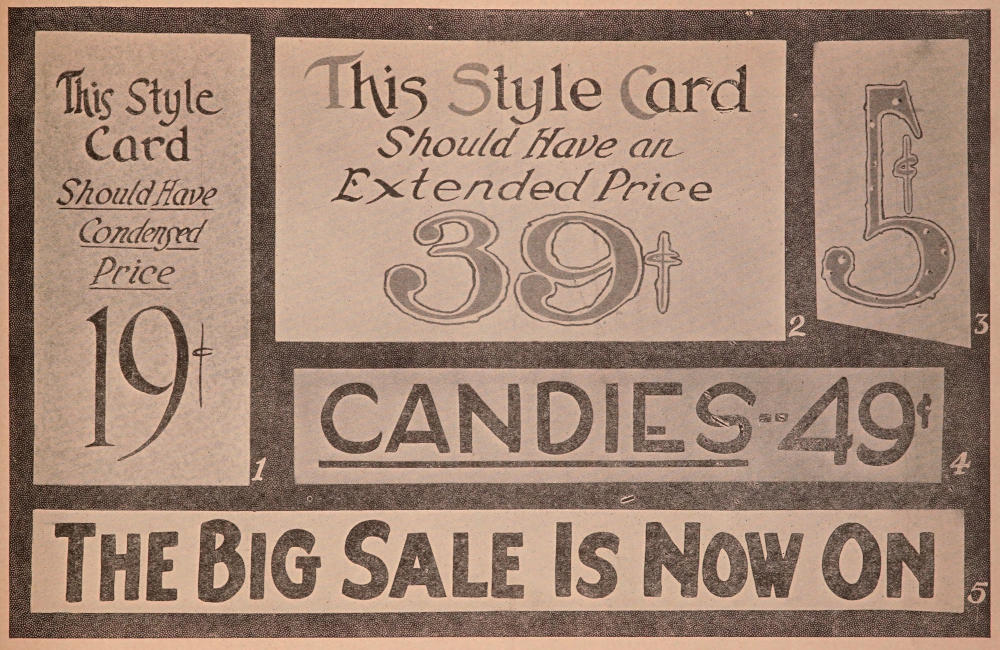 This Style
Card
Should Have
Condensed
Price
19¢
1
This Style Card
Should Have an
Extended Price
39¢
2
5¢
3
CANDIES--49¢
4
THE BIG SALE IS NOW ON
5